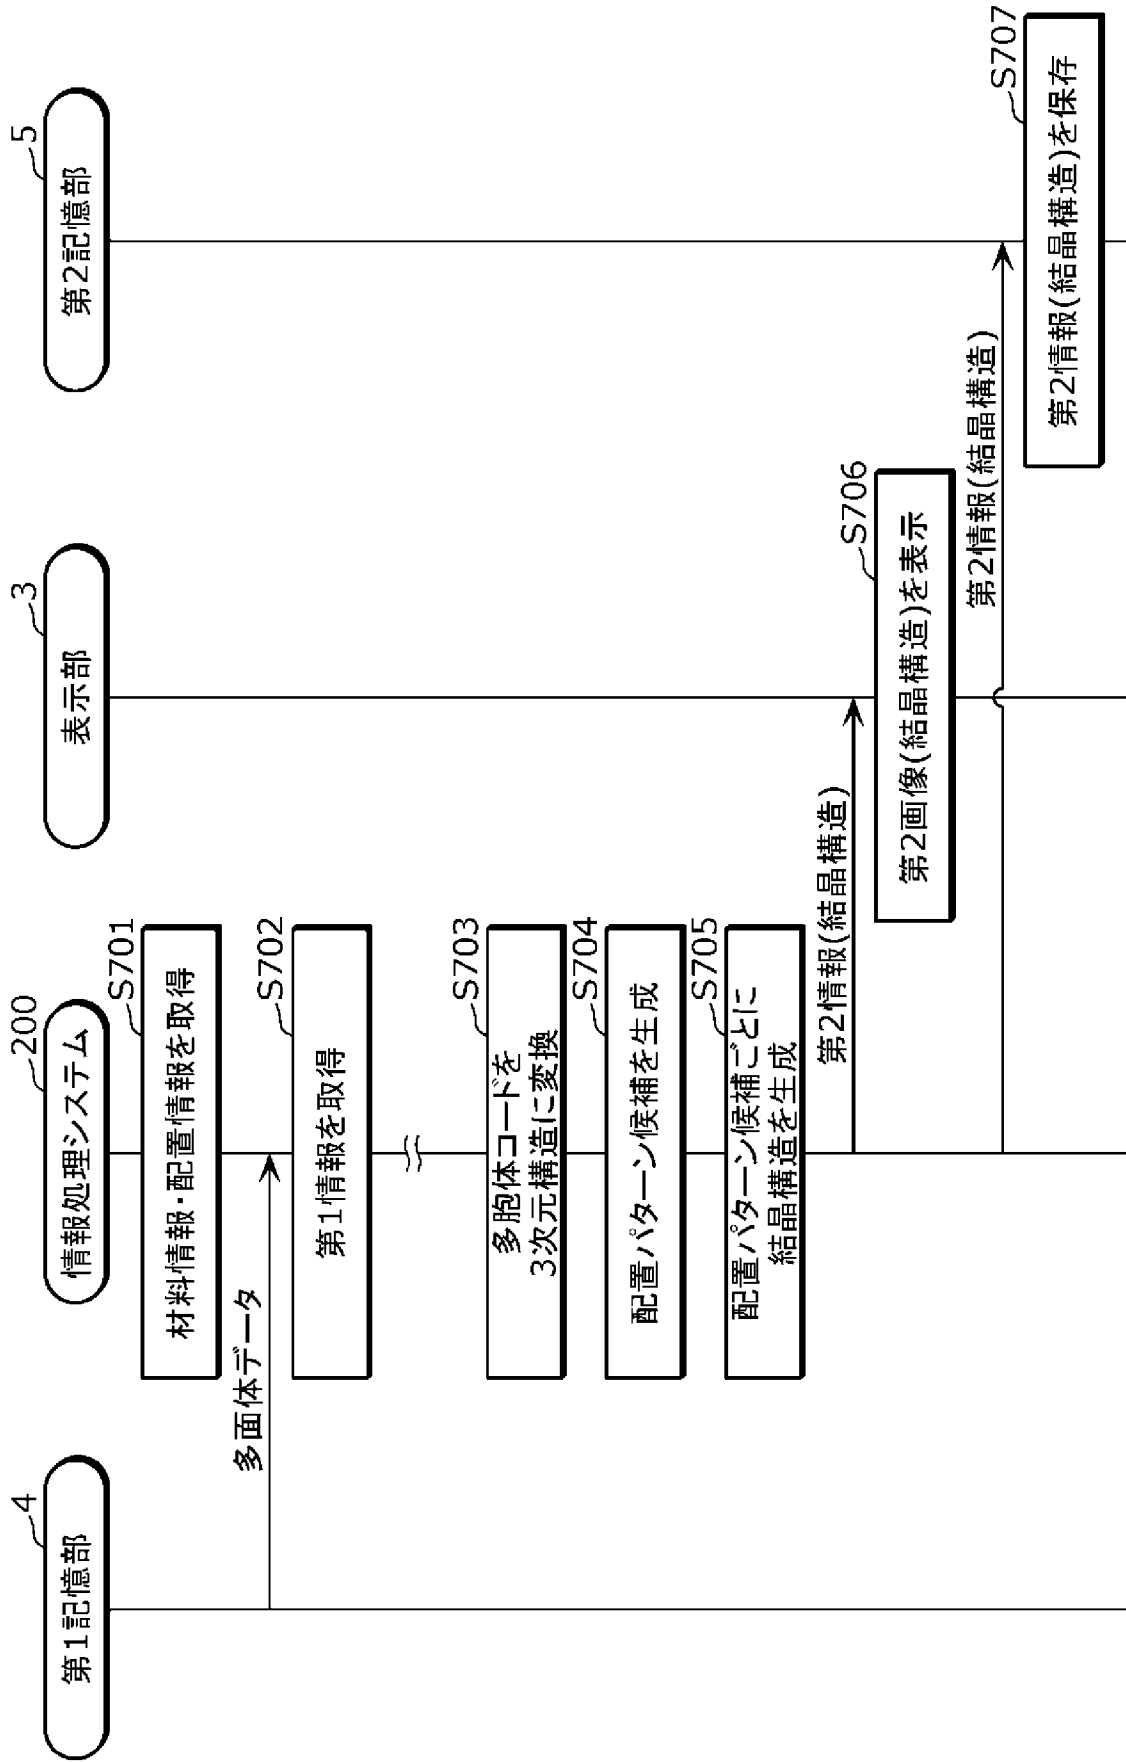 第1記憶部
4
情報処理システム
200
表示部
3
第2記憶部
5
S701
材料情報・配置情報を取得
多面体データ
S702
第1情報を取得
S703
多胞体コードを
3次元構造に変換
S704
配置パターン候補を生成
S705
配置パターン候補ごとに
結晶構造を生成
第2情報(結晶構造)
S706
第2画像(結晶構造)を表示
第2情報(結晶構造)
S707
第2情報(結晶構造)を保存